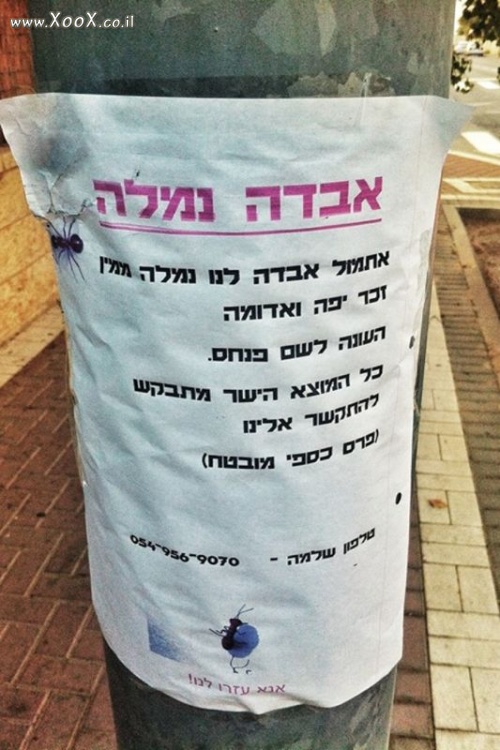 www.XooX.co.il
אבדה נמלה
אתמול אבדה לנו נמלה ממין
זכר יפה ואדומה
העונה לשם פנחס.
כל המוצא הישר מתבקש
להתקשר אלינו
(פרס כספי מובטח)
טלפון שלמה - 054-956-9070
אנא עזרו לנו!